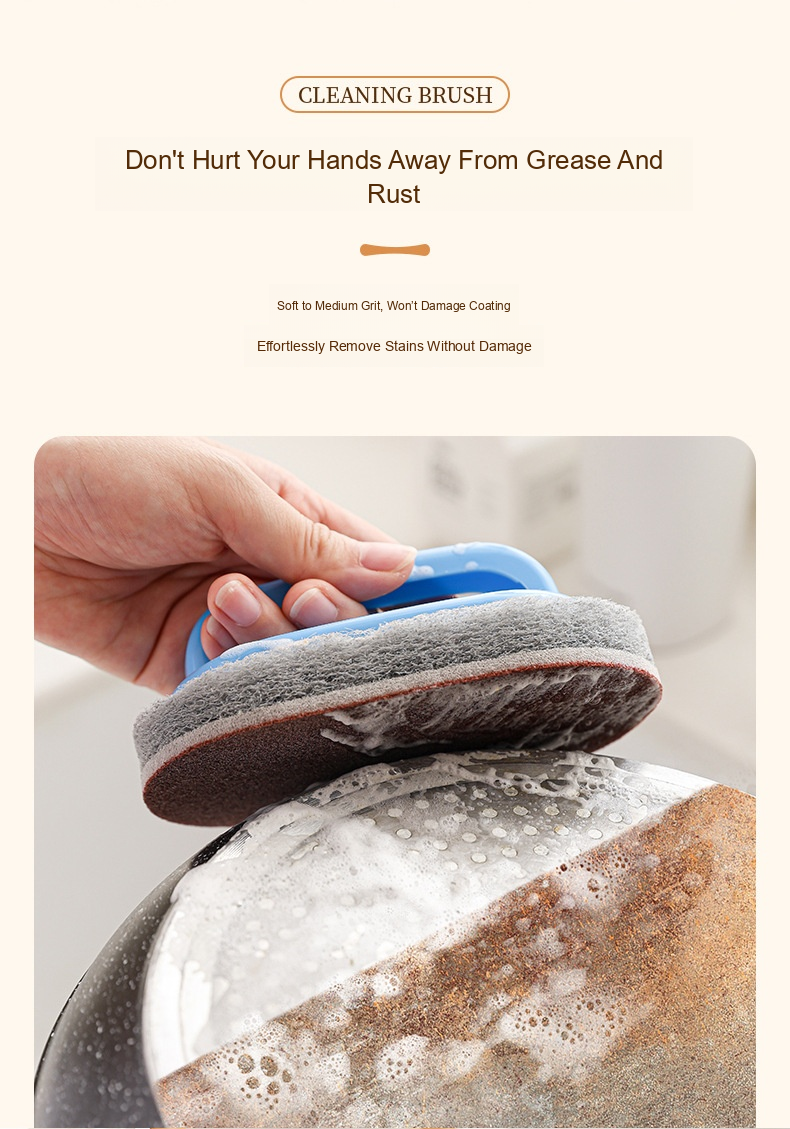 CLEANING BRUSH
Don't Hurt Your Hands Away From Grease And
Rust
Soft to Medium Grit, Won't Damage Coating
Effortlessly Remove Stains Without Damage